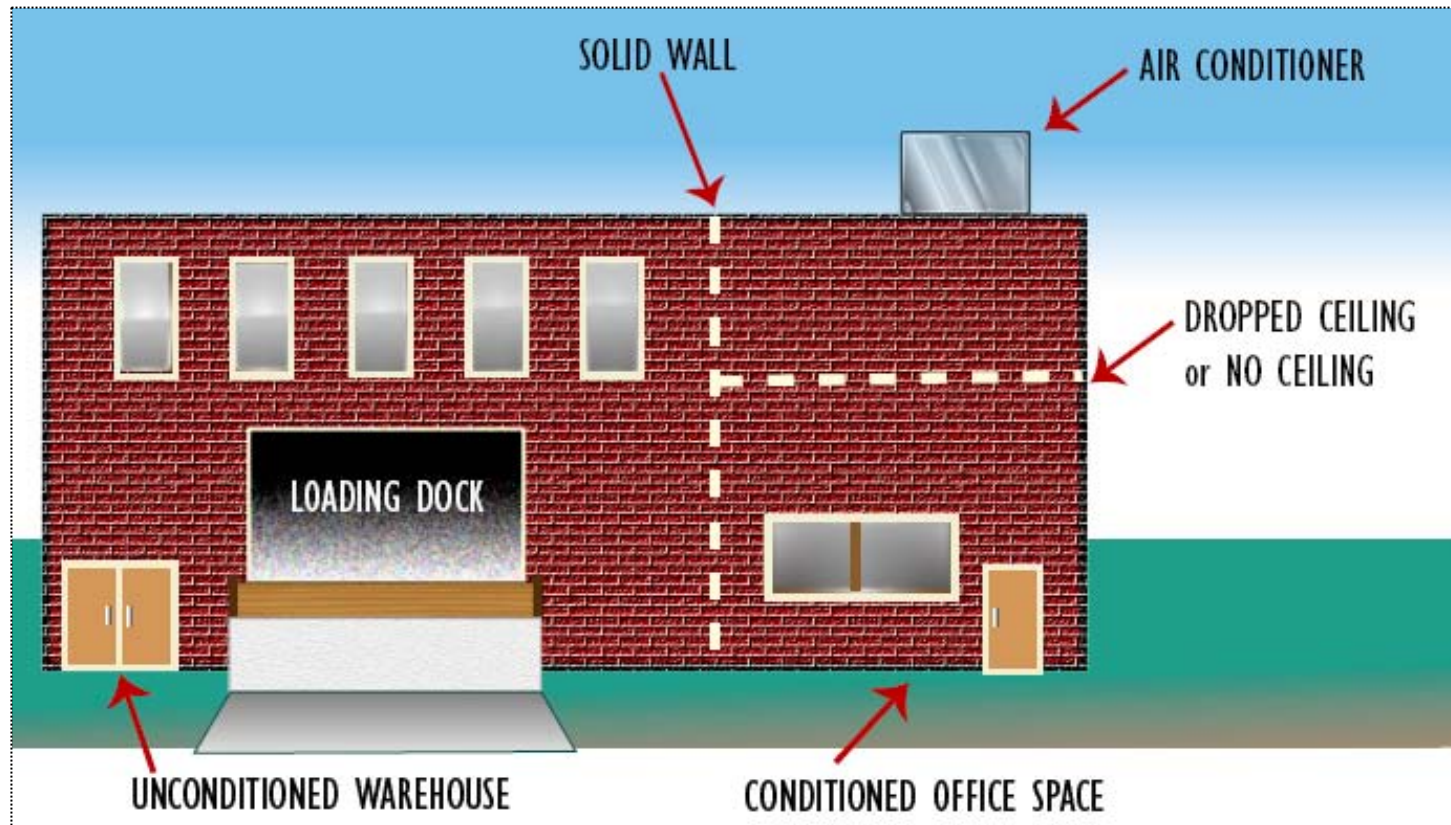 SOLID WALL
AIR CONDITIONER
DROPPED CEILING
or NO CEILING
LOADING DOCK
UNCONDITIONED WAREHOUSE
CONDITIONED OFFICE SPACE